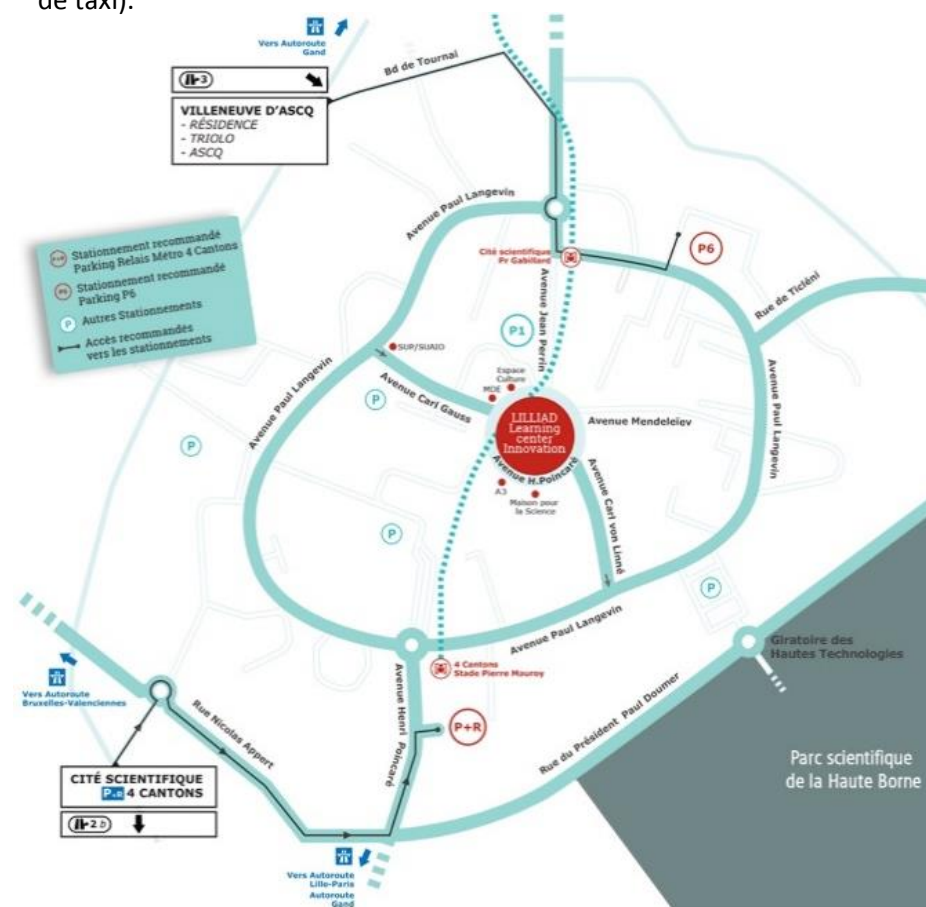 de taxi).
Vers Autoroute
Gand
Bd de Tournai
3
VILLENEUVE D'ASCQ
- RÉSIDENCE
- TRIOLO
- ASCQ
Avenue Paul Langevin
P+R
Stationnement recommandé
Parking Relais Métro 4 Cantons
P6
Stationnement recommandé
Parking P6
P
Autres Stationnements
Accès recommandés
vers les stationnements
Cité scientifique
Pr Gabillard
P6
Rue de Ticléni
Avenue Jean Perrin
P1
SUP/SUAIO
Avenue Paul Langevin
Avenue Carl Gauss
Espace
Culture
MDE
P
LILLIAD
Learning
center
Innovation
Avenue Mendeleïev
Avenue Paul Langevin
P
Avenue H.Poincaré
A3
Maison pour
la Science
Avenue Carl von Linné
P
P
Avenue Paul Langevin
Giratoire des
Hautes Technologies
4 Cantons
Stade Pierre Mauroy
Vers Autoroute
Bruxelles-Valenciennes
Rue Nicolas Appert
Avenue Henri Poincaré
P+R
Rue du Président Paul Doumer
Parc scientifique
de la Haute Borne
CITÉ SCIENTIFIQUE
P+R 4 CANTONS
2b
Vers Autoroute
Lille-Paris
Autoroute
Gand